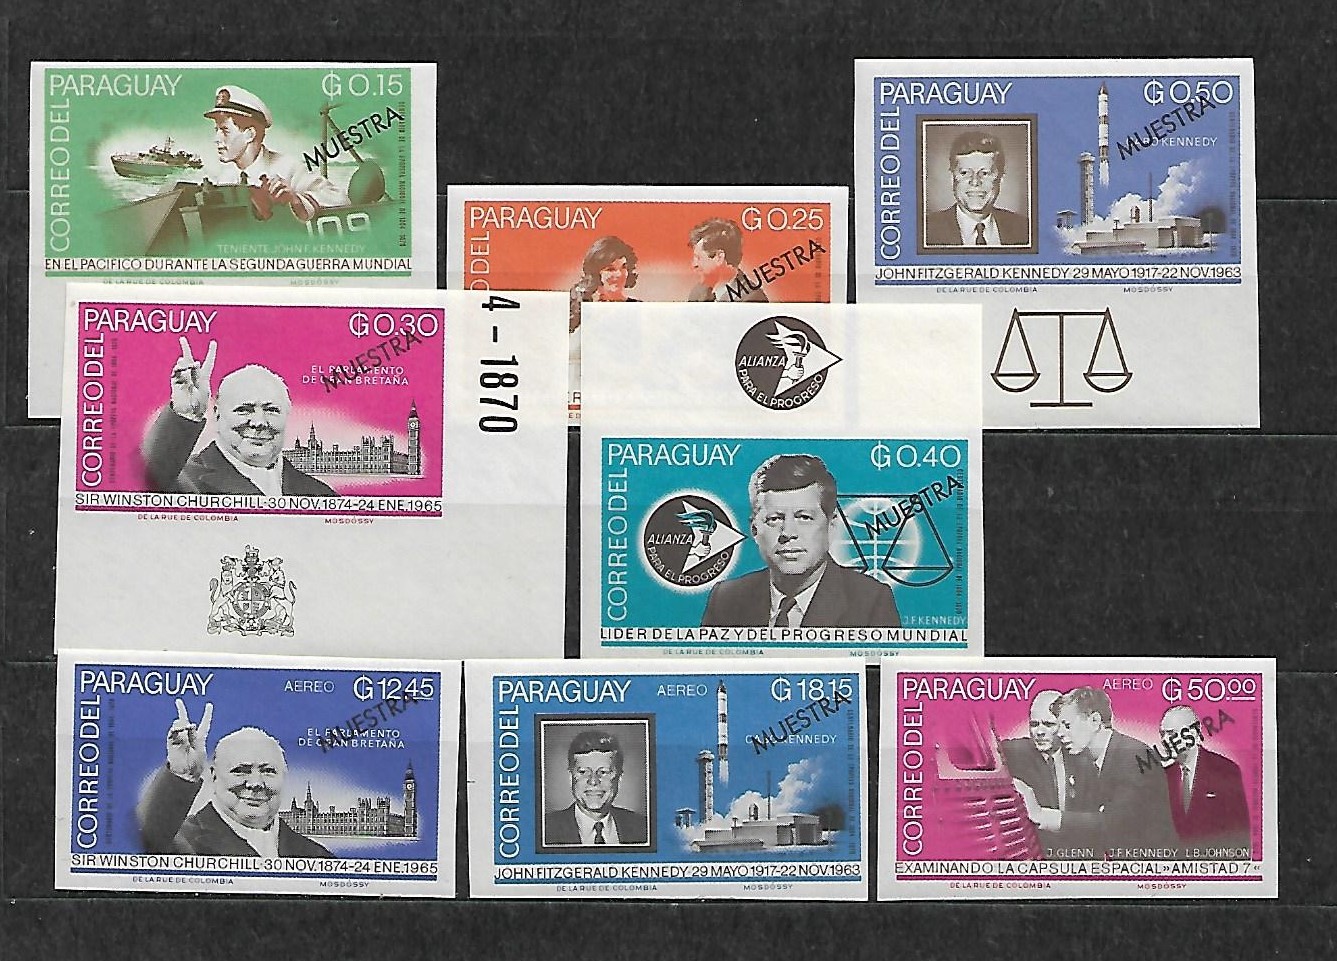 PARAGUAY G 0.15
CORREO DEL
MUESTRA
TENIENTE JOHN F. KENNEDY
109
EN EL PACIFICO DURANTE LA SEGUNDA GUERRA MUNDIAL
DE LA RUE DE COLOMBIA MOSDÓSSY
PARAGUAY G 0.25
MUESTRA
PARAGUAY G 0.50
CORREO DEL
MUESTRA
KENNEDY
JOHN FITZGERALD KENNEDY 29 MAYO 1917-22 NOV. 1963
DE LA RUE DE COLOMBIA MOSDÓSSY
PARAGUAY G 0.30
CORREO DEL
MUESTRA
EL PARLAMENTO
DE GRAN BRETAÑA
SIR WINSTON CHURCHILL-30 NOV. 1874-24 ENE. 1965
DE LA RUE DE COLOMBIA MOSDÓSSY
4 - 1870
ALIANZA
PARA EL PROGRESO
PARAGUAY G 0.40
CORREO DEL
MUESTRA
ALIANZA
PARA EL PROGRESO
J.F. KENNEDY
LIDER DE LA PAZ Y DEL PROGRESO MUNDIAL
DE LA RUE DE COLOMBIA MOSDÓSSY
PARAGUAY AEREO G 12.45
CORREO DEL
MUESTRA
EL PARLAMENTO
DE GRAN BRETAÑA
SIR WINSTON CHURCHILL-30 NOV. 1874-24 ENE. 1965
DE LA RUE DE COLOMBIA MOSDÓSSY
PARAGUAY AEREO G 18.15
CORREO DEL
MUESTRA
KENNEDY
JOHN FITZGERALD KENNEDY 29 MAYO 1917-22 NOV. 1963
DE LA RUE DE COLOMBIA MOSDÓSSY
PARAGUAY AEREO G 50.00
CORREO DEL
MUESTRA
J. GLENN J.F. KENNEDY L.B. JOHNSON
EXAMINANDO LA CAPSULA ESPACIAL »AMISTAD 7«
DE LA RUE DE COLOMBIA MOSDÓSSY